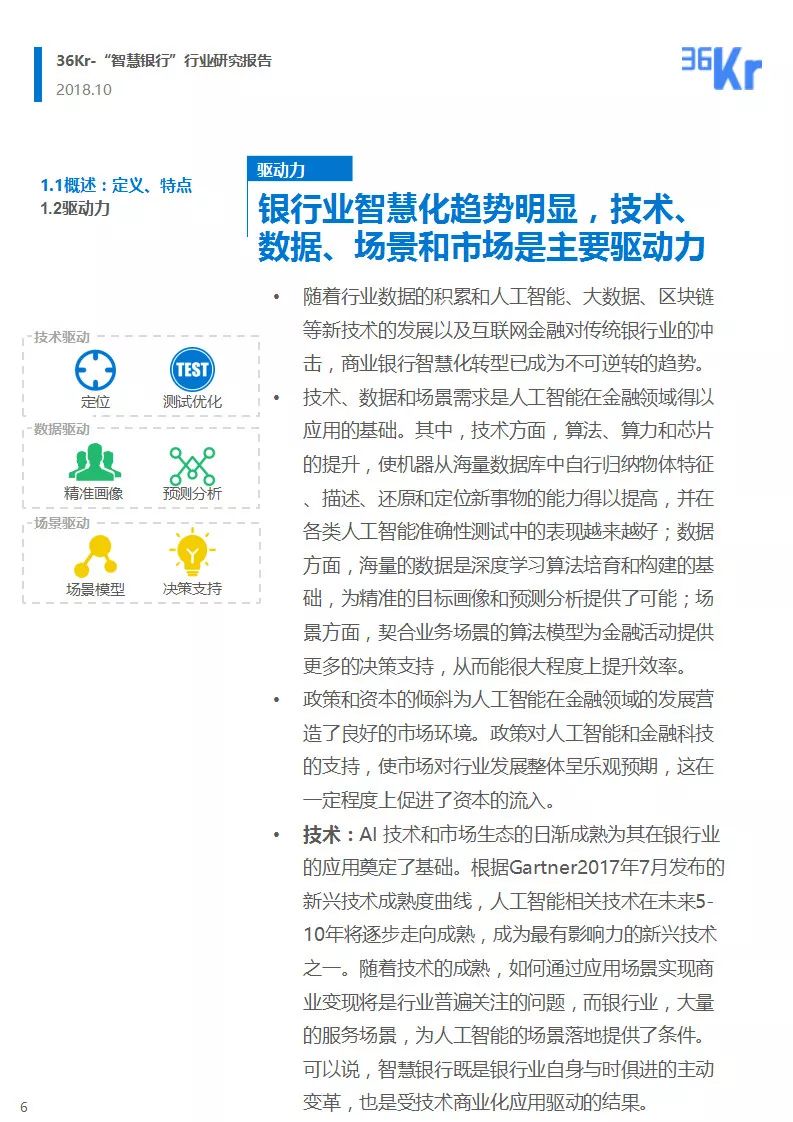 36Kr-“智慧银行”行业研究报告
2018.10
36Kr
1.1概述：定义、特点
1.2驱动力
驱动力
银行业智慧化趋势明显，技术、
数据、场景和市场是主要驱动力
技术驱动
定位
TEST
测试优化
数据驱动
精准画像
预测分析
场景驱动
场景模型
决策支持
• 随着行业数据的积累和人工智能、大数据、区块链
等新技术的发展以及互联网金融对传统银行业的冲
击，商业银行智慧化转型已成为不可逆转的趋势。
• 技术、数据和场景需求是人工智能在金融领域得以
应用的基础。其中，技术方面，算法、算力和芯片
的提升，使机器从海量数据库中自行归纳物体特征
、描述、还原和定位新事物的能力得以提高，并在
各类人工智能准确性测试中的表现越来越好；数据
方面，海量的数据是深度学习算法培育和构建的基
础，为精准的目标画像和预测分析提供了可能；场
景方面，契合业务场景的算法模型为金融活动提供
更多的决策支持，从而能很大程度上提升效率。
• 政策和资本的倾斜为人工智能在金融领域的发展营
造了良好的市场环境。政策对人工智能和金融科技
的支持，使市场对行业发展整体呈乐观预期，这在
一定程度上促进了资本的流入。
• 技术：AI 技术和市场生态的日渐成熟为其在银行业
的应用奠定了基础。根据Gartner2017年7月发布的
新兴技术成熟度曲线，人工智能相关技术在未来5-
10年将逐步走向成熟，成为最有影响力的新兴技术
之一。随着技术的成熟，如何通过应用场景实现商
业变现将是行业普遍关注的问题，而银行业，大量
的服务场景，为人工智能的场景落地提供了条件。
可以说，智慧银行既是银行业自身与时俱进的主动
变革，也是受技术商业化应用驱动的结果。
6